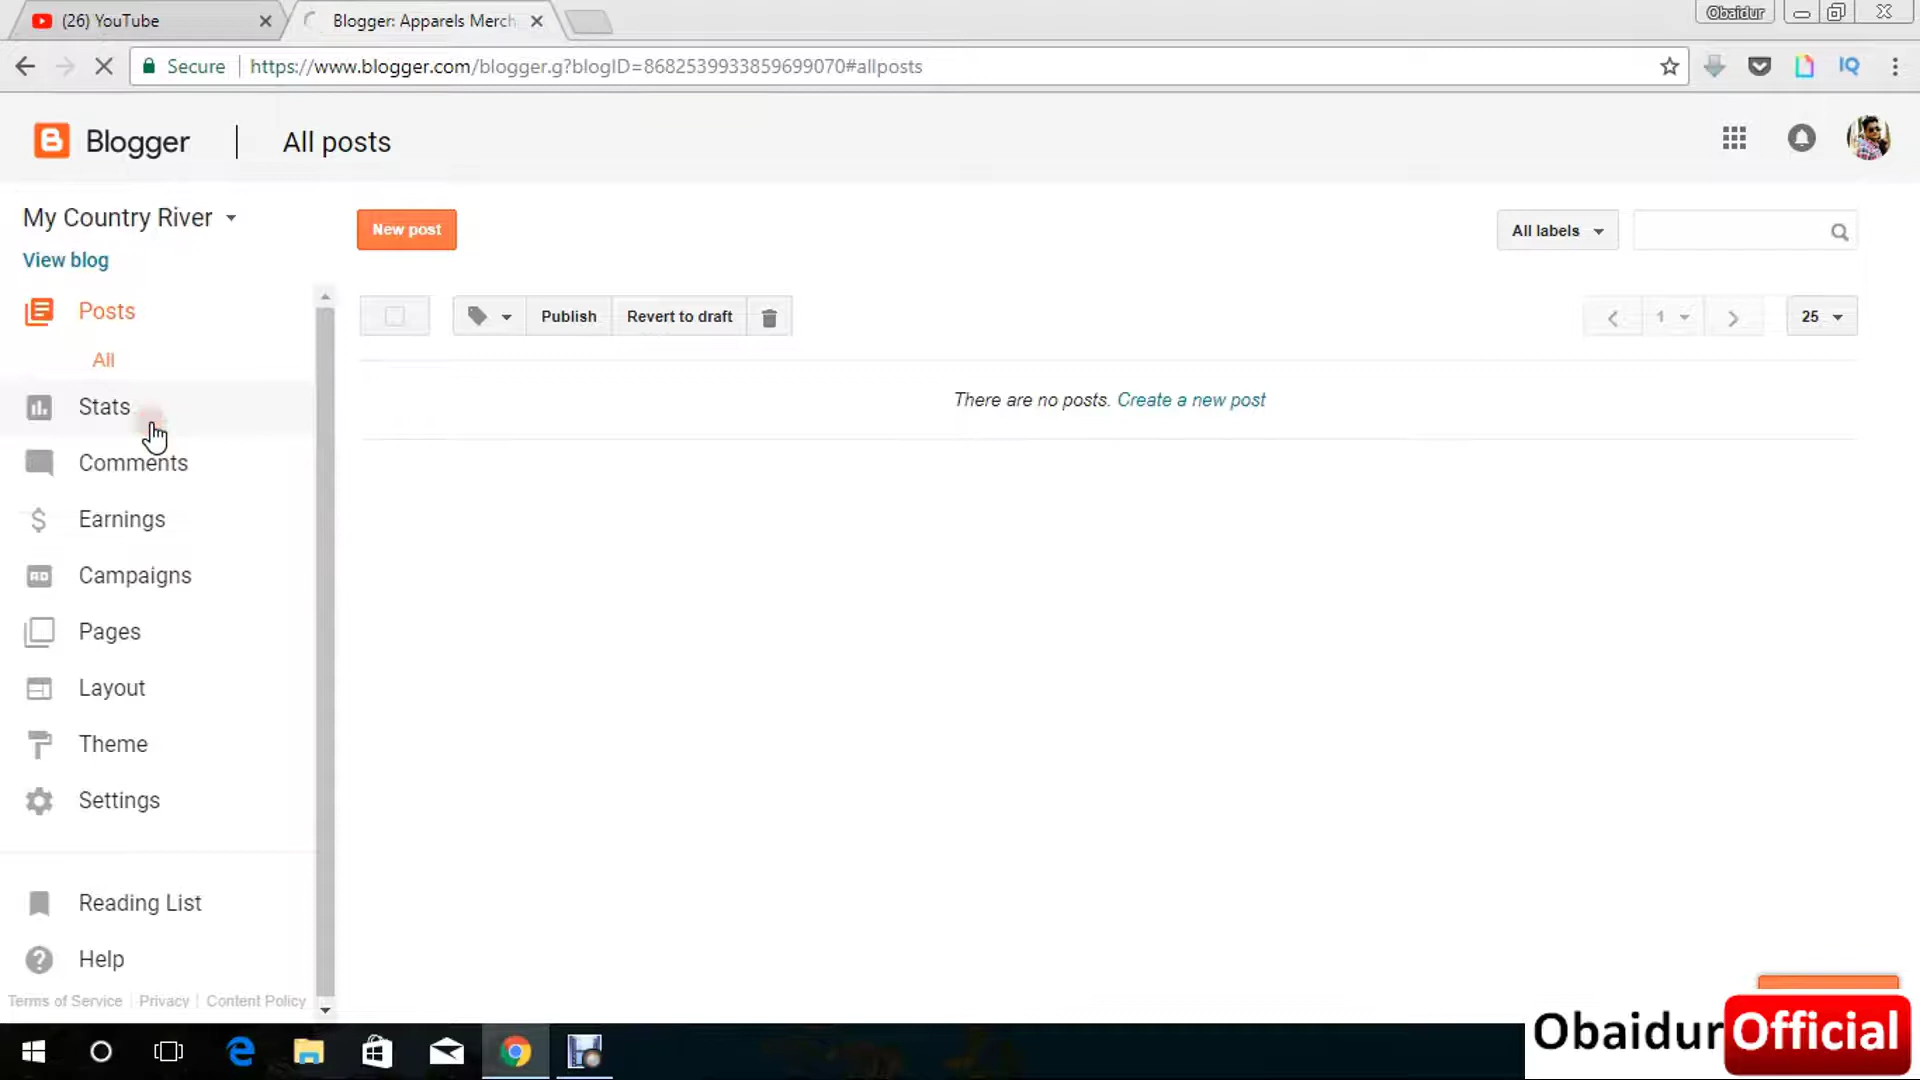 (26) YouTube
Blogger: Apparels Merch
Obaidur
Secure
https://www.blogger.com/blogger.g?blogID=8682539933859699070#allposts
IQ
Blogger
All posts
My Country River
View blog
New post
All labels
Posts
All
Publish
Revert to draft
1
25
There are no posts. Create a new post
Stats
Comments
Earnings
Campaigns
Pages
Layout
Theme
Settings
Reading List
Help
Terms of Service | Privacy | Content Policy
Obaidur Official